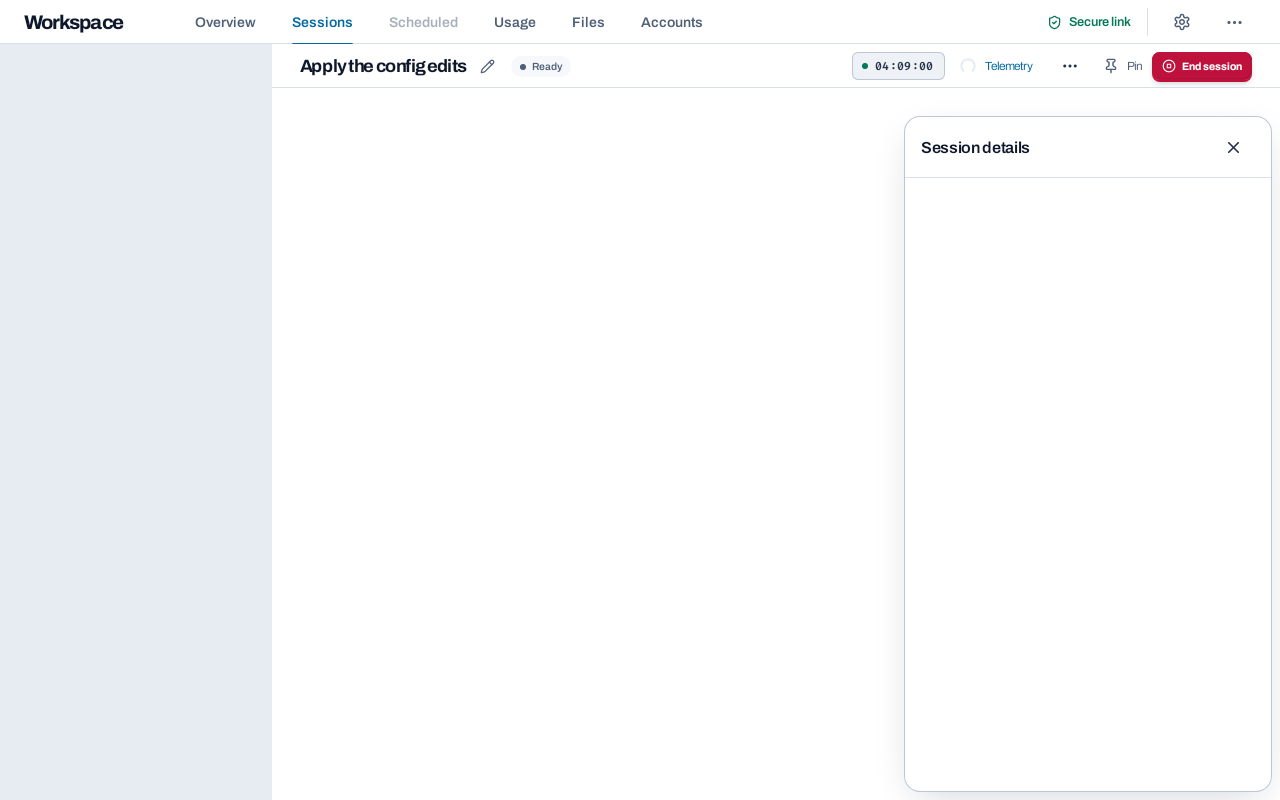 Workspace Overview Sessions Scheduled Usage Files Accounts Secure link
Apply the config edits Ready 04:09:00 Telemetry Pin End session
Session details